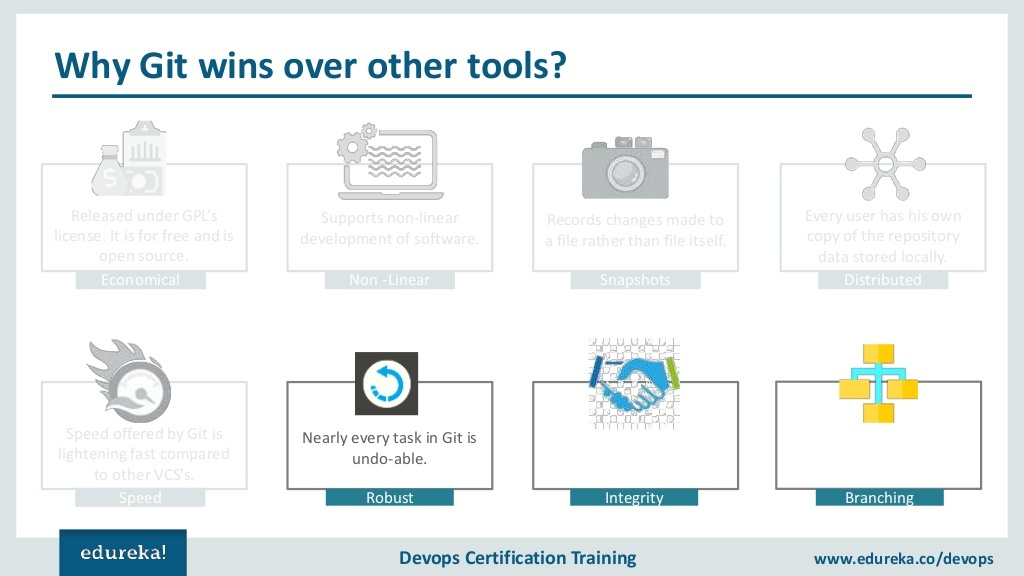 Why Git wins over other tools?
Released under GPL's
license. It is for free and is
open source.
Economical
Supports non-linear
development of software.
Non -Linear
Records changes made to
a file rather than file itself.
Snapshots
Every user has his own
copy of the repository
data stored locally.
Distributed
Speed offered by Git is
lightening fast compared
to other VCS's.
Speed
Nearly every task in Git is
undo-able.
Robust
Integrity
Branching
edureka!
Devops Certification Training
www.edureka.co/devops